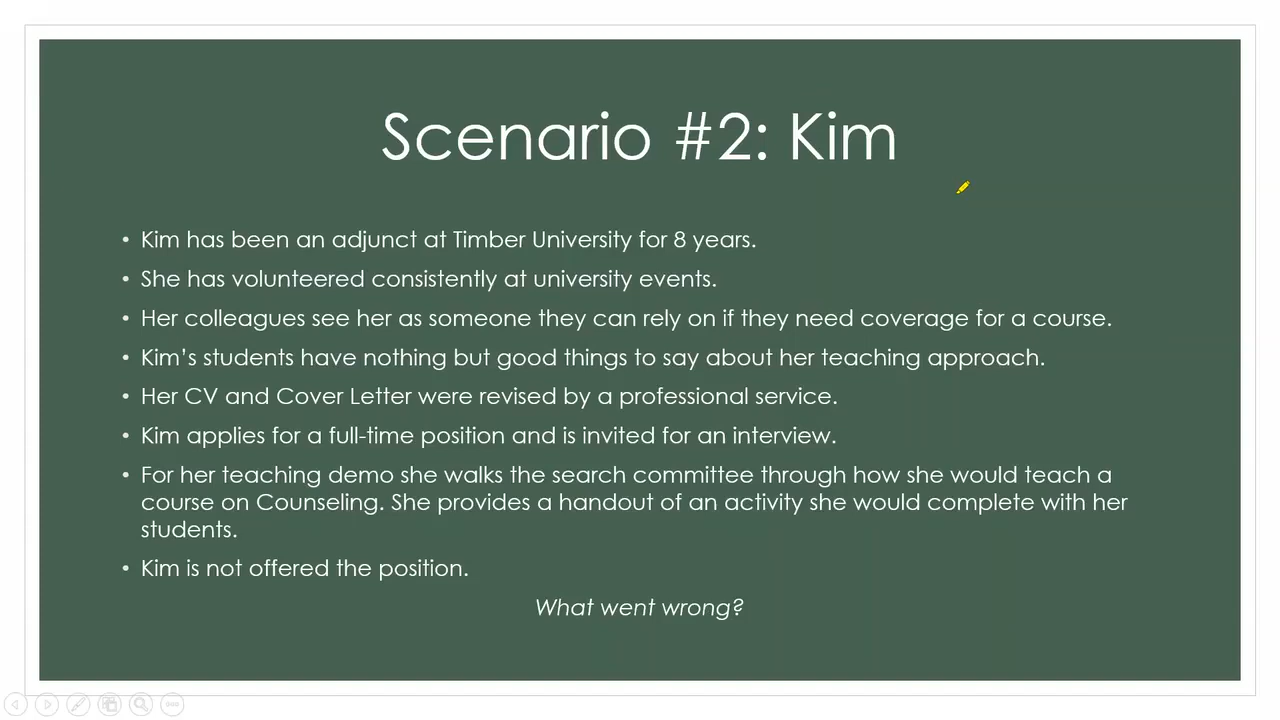 Scenario #2: Kim
• Kim has been an adjunct at Timber University for 8 years.
• She has volunteered consistently at university events.
• Her colleagues see her as someone they can rely on if they need coverage for a course.
• Kim’s students have nothing but good things to say about her teaching approach.
• Her CV and Cover Letter were revised by a professional service.
• Kim applies for a full-time position and is invited for an interview.
• For her teaching demo she walks the search committee through how she would teach a
course on Counseling. She provides a handout of an activity she would complete with her
students.
• Kim is not offered the position.
What went wrong?